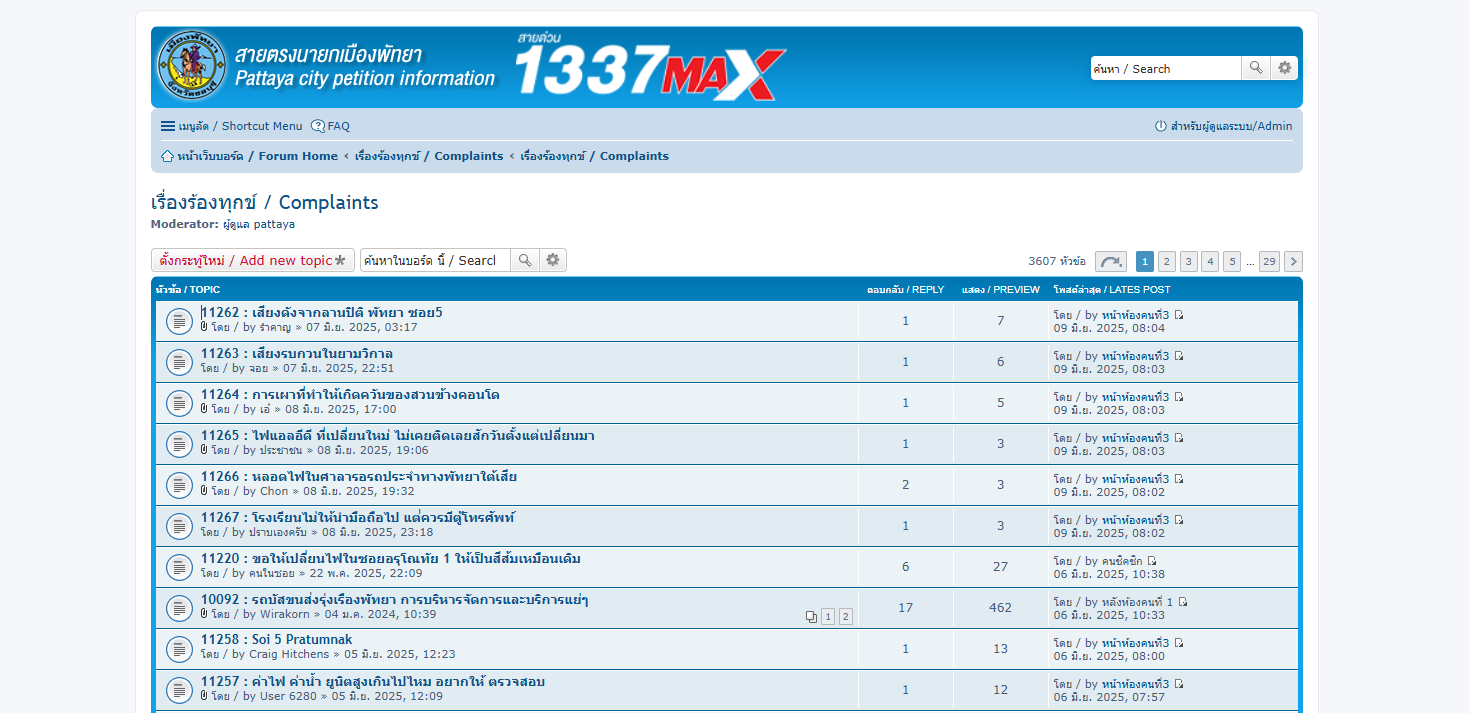 เมืองพัทยา
จังหวัดชลบุรี
สายตรงนายกเมืองพัทยา
Pattaya city petition information
สายด่วน
1337MAX
ค้นหา / Search
เมนูลัด / Shortcut Menu FAQ
สำหรับผู้ดูแลระบบ/Admin
หน้าเว็บบอร์ด / Forum Home ‹ เรื่องร้องทุกข์ / Complaints ‹ เรื่องร้องทุกข์ / Complaints
เรื่องร้องทุกข์ / Complaints
Moderator: ผู้ดูแล pattaya
ตั้งกระทู้ใหม่ / Add new topic
ค้นหาในบอร์ด นี้ / Searcl
3607 หัวข้อ 1 2 3 4 5 ... 29
หัวข้อ / TOPIC ตอบกลับ / REPLY แสดง / PREVIEW โพสต์ล่าสุด / LATES POST
11262 : เสียงดังจากลานปิติ พัทยา ซอย5
โดย / by รำคาญ » 07 มิ.ย. 2025, 03:17
1 7
โดย / by หน้าห้องคนที่3
09 มิ.ย. 2025, 08:04
11263 : เสียงรบกวนในยามวิกาล
โดย / by จอย » 07 มิ.ย. 2025, 22:51
1 6
โดย / by หน้าห้องคนที่3
09 มิ.ย. 2025, 08:03
11264 : การเผาที่ทำให้เกิดควันของสวนข้างคอนโด
โดย / by เอ๋ » 08 มิ.ย. 2025, 17:00
1 5
โดย / by หน้าห้องคนที่3
09 มิ.ย. 2025, 08:03
11265 : ไฟแอลอีดี ที่เปลี่ยนใหม่ ไม่เคยติดเลยสักวันตั้งแต่เปลี่ยนมา
โดย / by ประชาชน » 08 มิ.ย. 2025, 19:06
1 3
โดย / by หน้าห้องคนที่3
09 มิ.ย. 2025, 08:03
11266 : หลอดไฟในศาลารอรถประจำทางพัทยาใต้เสีย
โดย / by Chon » 08 มิ.ย. 2025, 19:32
2 3
โดย / by หน้าห้องคนที่3
09 มิ.ย. 2025, 08:02
11267 : โรงเรียนไม่ให้นำมือถือไป แต่ควรมีตู้โทรศัพท์
โดย / by ปราบเองครับ » 08 มิ.ย. 2025, 23:18
1 3
โดย / by หน้าห้องคนที่3
09 มิ.ย. 2025, 08:02
11220 : ขอให้เปลี่ยนไฟในซอยอรุโณทัย 1 ให้เป็นสีส้มเหมือนเดิม
โดย / by คนในซอย » 22 พ.ค. 2025, 22:09
6 27
โดย / by คนชิคชิก
06 มิ.ย. 2025, 10:38
10092 : รถบัสขนส่งรุ่งเรืองพัทยา การบริหารจัดการและบริการแย่ๆ
โดย / by Wirakorn » 04 ม.ค. 2024, 10:39
1 2
17 462
โดย / by หลังห้องคนที่ 1
06 มิ.ย. 2025, 10:33
11258 : Soi 5 Pratumnak
โดย / by Craig Hitchens » 05 มิ.ย. 2025, 12:23
1 13
โดย / by หน้าห้องคนที่3
06 มิ.ย. 2025, 08:00
11257 : ค่าไฟ ค่าน้ำ ยูนิตสูงเกินไปไหม อยากให้ ตรวจสอบ
โดย / by User 6280 » 05 มิ.ย. 2025, 12:09
1 12
โดย / by หน้าห้องคนที่3
06 มิ.ย. 2025, 07:57